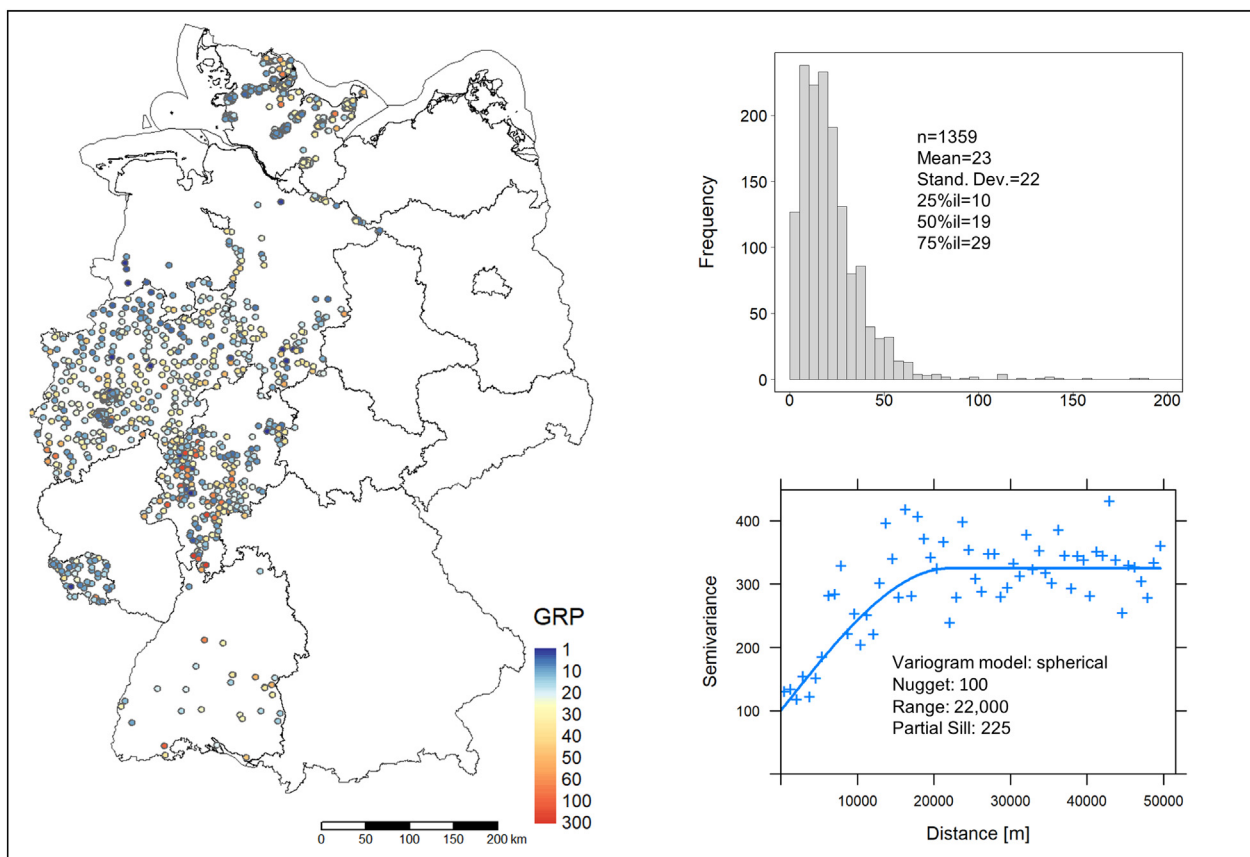 GRP
1
10
20
30
50
60
100
300
0 50 100 150 200 km
Frequency
200
150
100
50
0
n=1359
Mean=23
Stand. Dev.=22
25%il=10
50%il=19
75%il=29
0 50 100 150 200
Semivariance
400
300
200
100
Variogram model: spherical
Nugget: 100
Range: 22,000
Partial Sill: 225
10000 20000 30000 40000 50000
Distance [m]